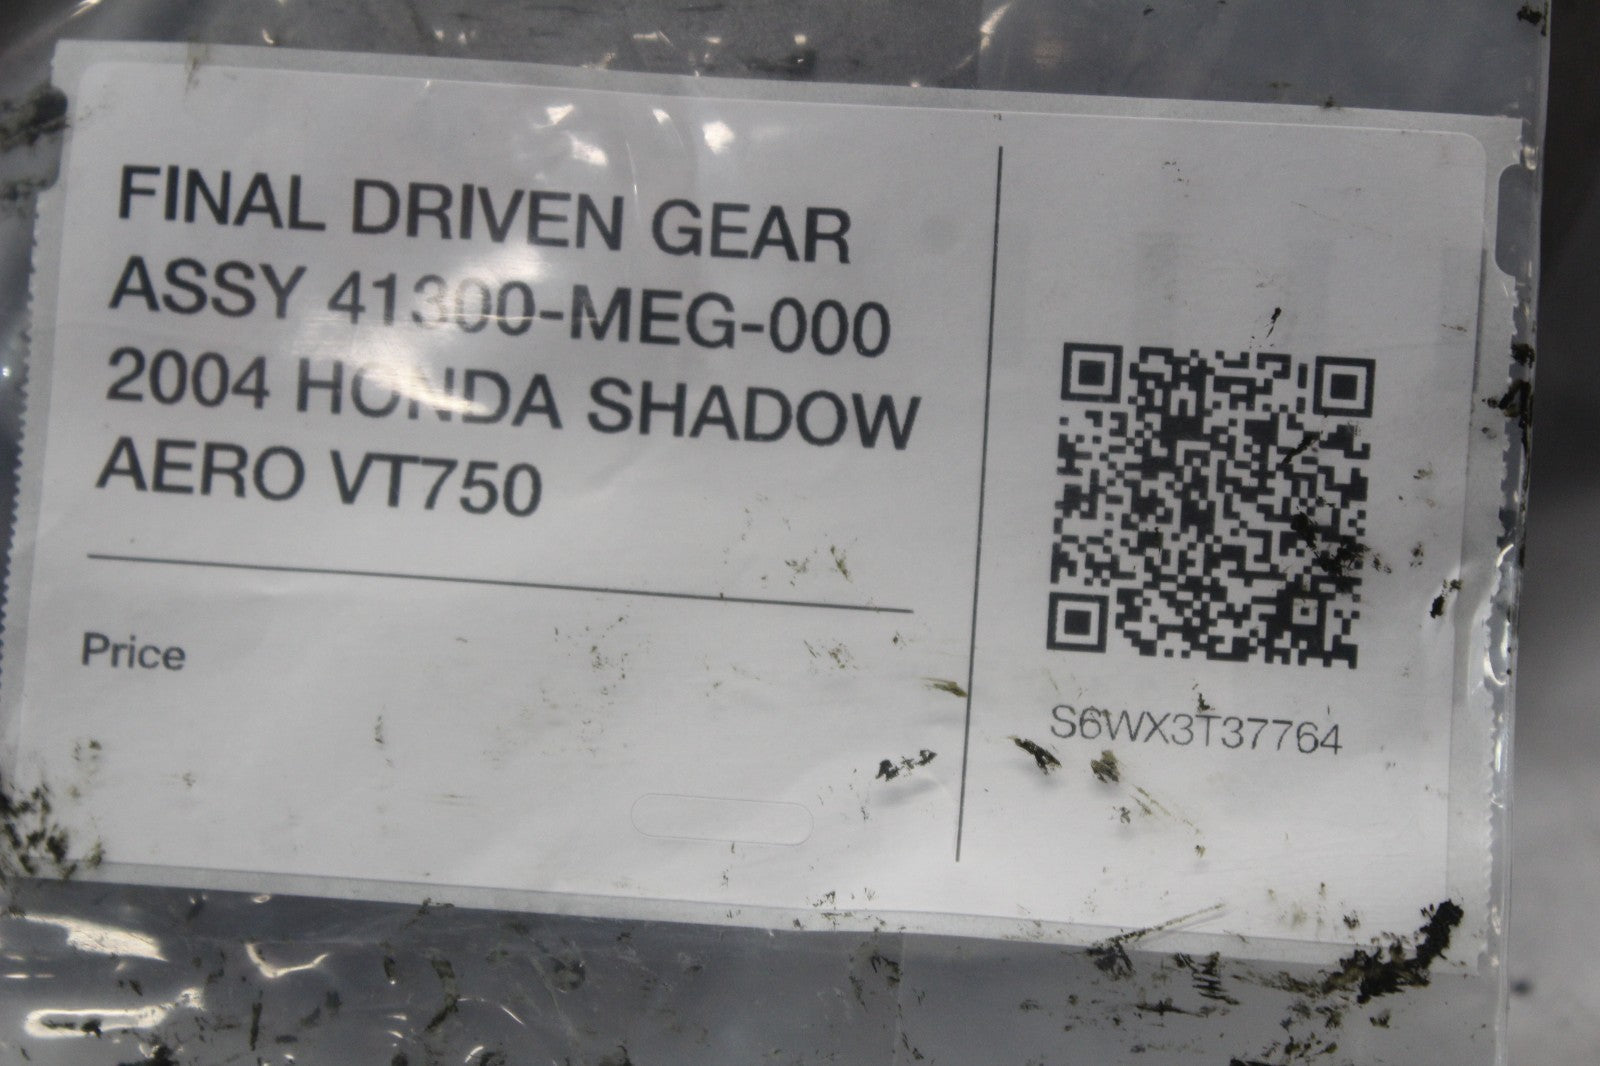 FINAL DRIVEN GEAR
ASSY 41300-MEG-000
2004 HONDA SHADOW
AERO VT750
Price
S6WX3T37764